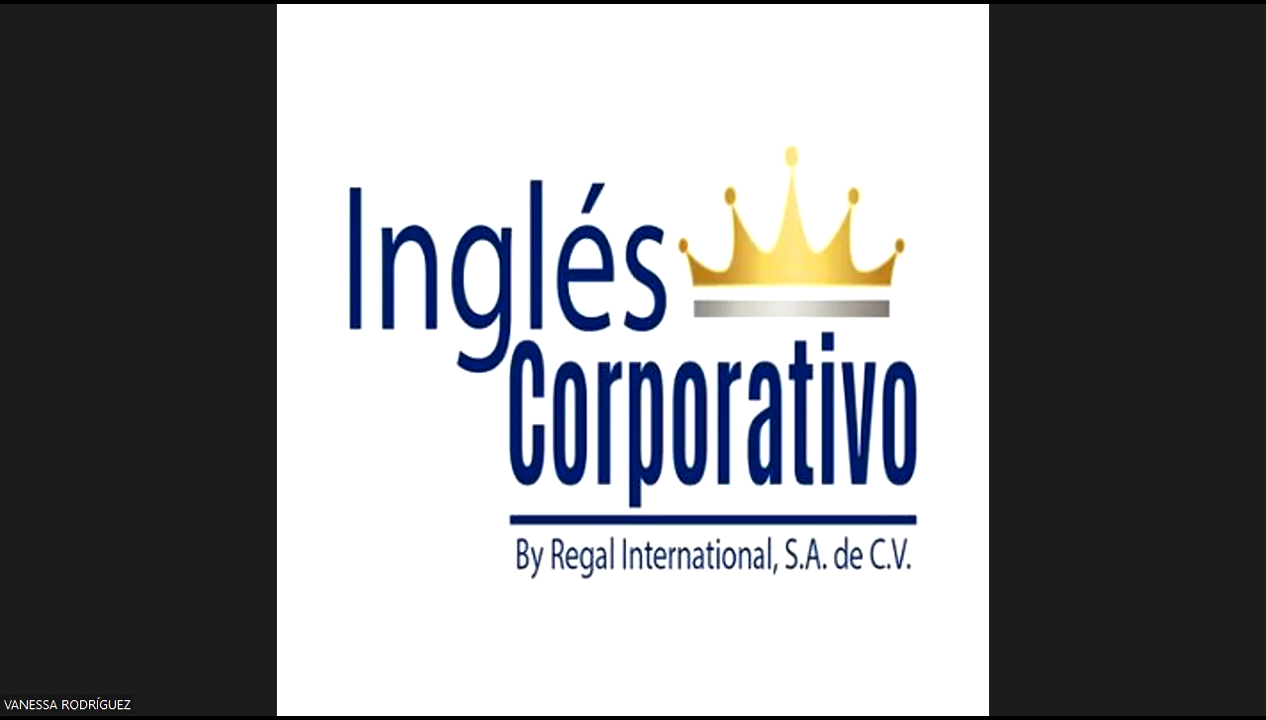 Inglés
Corporativo
By Regal International, S.A. de C.V.
VANESSA RODRÍGUEZ